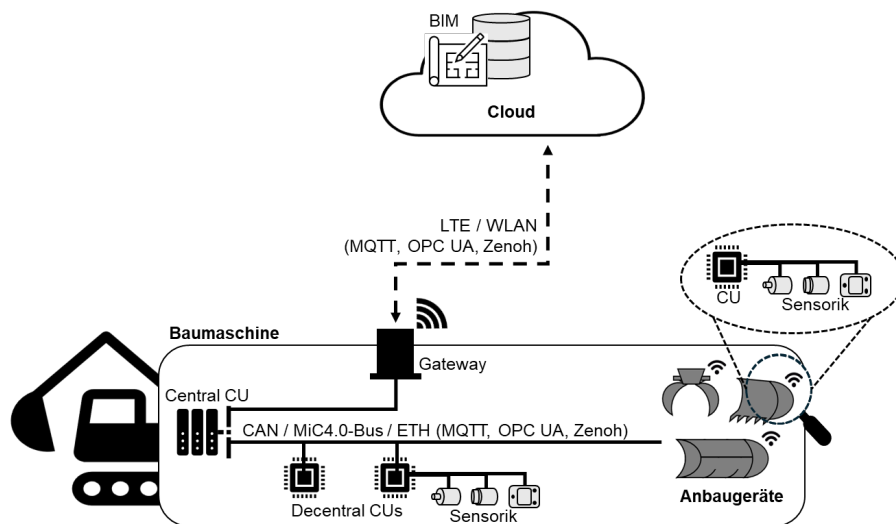 BIM
Cloud
LTE / WLAN
(MQTT, OPC UA, Zenoh)
CU
Sensorik
Baumaschine
Gateway
Central CU
CAN / MiC4.0-Bus / ETH (MQTT, OPC UA, Zenoh)
Decentral CUs
Sensorik
Anbaugeräte